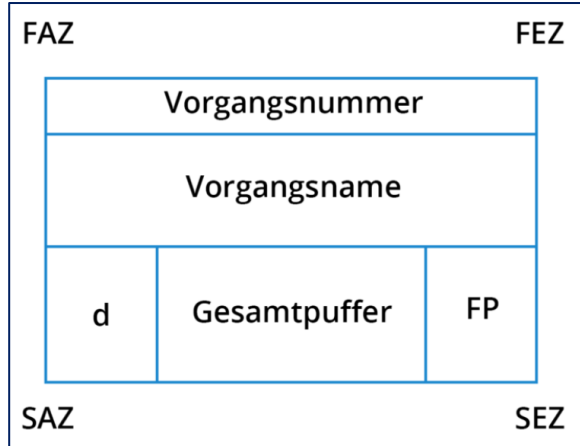 FAZ FEZ
Vorgangsnummer
Vorgangsname
d Gesamtpuffer FP
SAZ SEZ